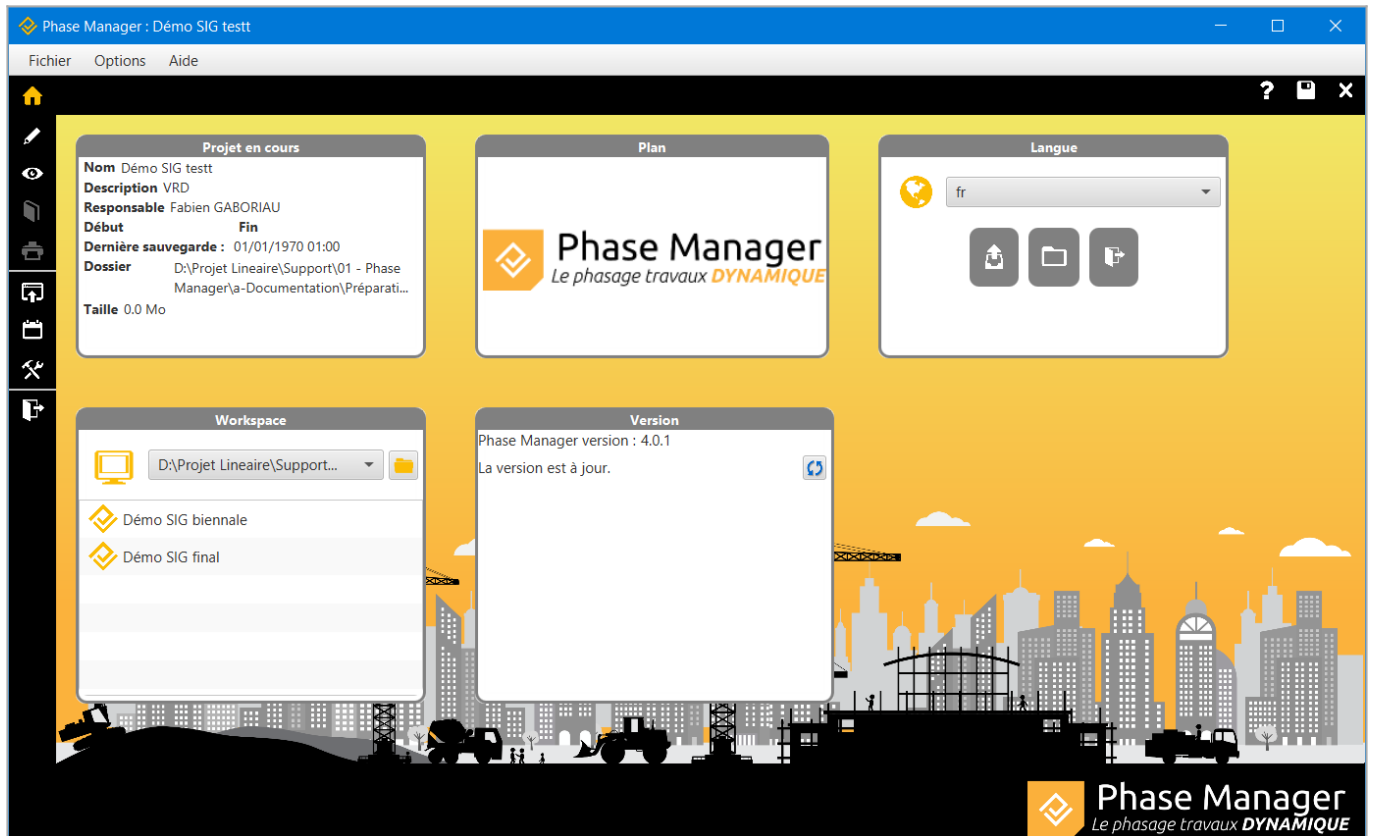 Phase Manager : Démo SIG testt
Fichier Options Aide
Projet en cours
Nom Démo SIG testt
Description VRD
Responsable Fabien GABORIAU
Début Fin
Dernière sauvegarde : 01/01/1970 01:00
Dossier D:\Projet Lineaire\Support\01 - Phase
Manager\a-Documentation\Préparati...
Taille 0.0 Mo
Plan
Phase Manager
Le phasage travaux DYNAMIQUE
Langue
fr
Workspace
D:\Projet Lineaire\Support...
Démo SIG biennale
Démo SIG final
Version
Phase Manager version : 4.0.1
La version est à jour.
Phase Manager
Le phasage travaux DYNAMIQUE